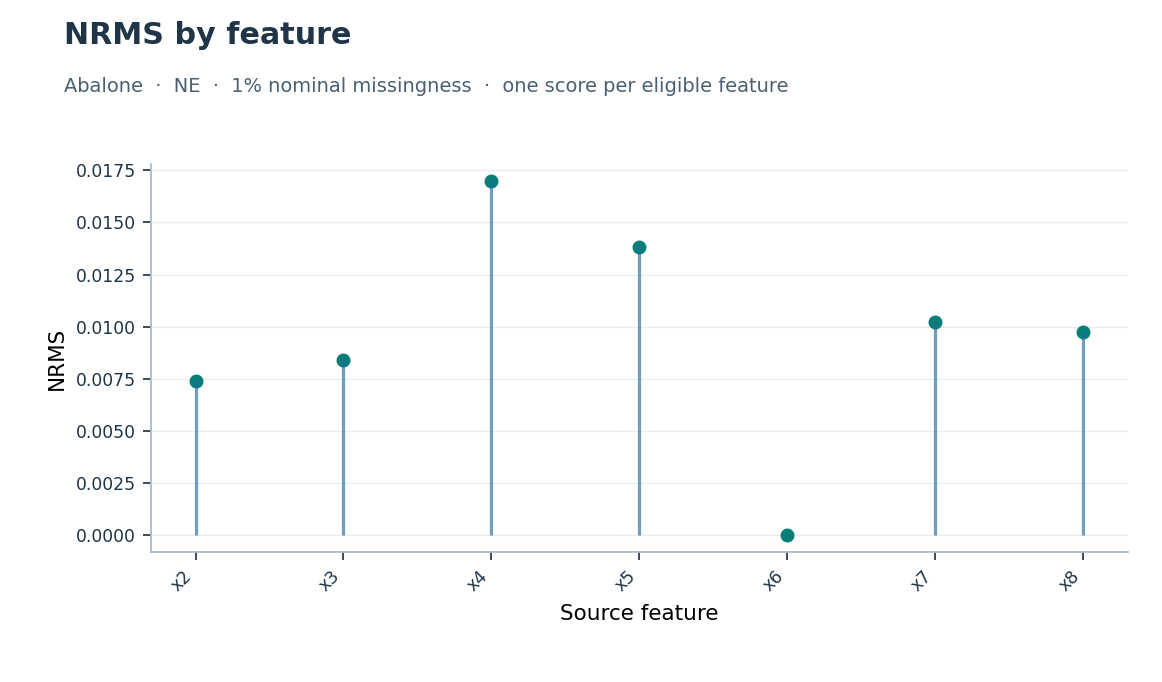 NRMS by feature
Abalone · NE · 1% nominal missingness · one score per eligible feature
0.0175
0.0150
0.0125
0.0100
0.0075
0.0050
0.0025
0.0000
NRMS
x2 x3 x4 x5 x6 x7 x8
Source feature